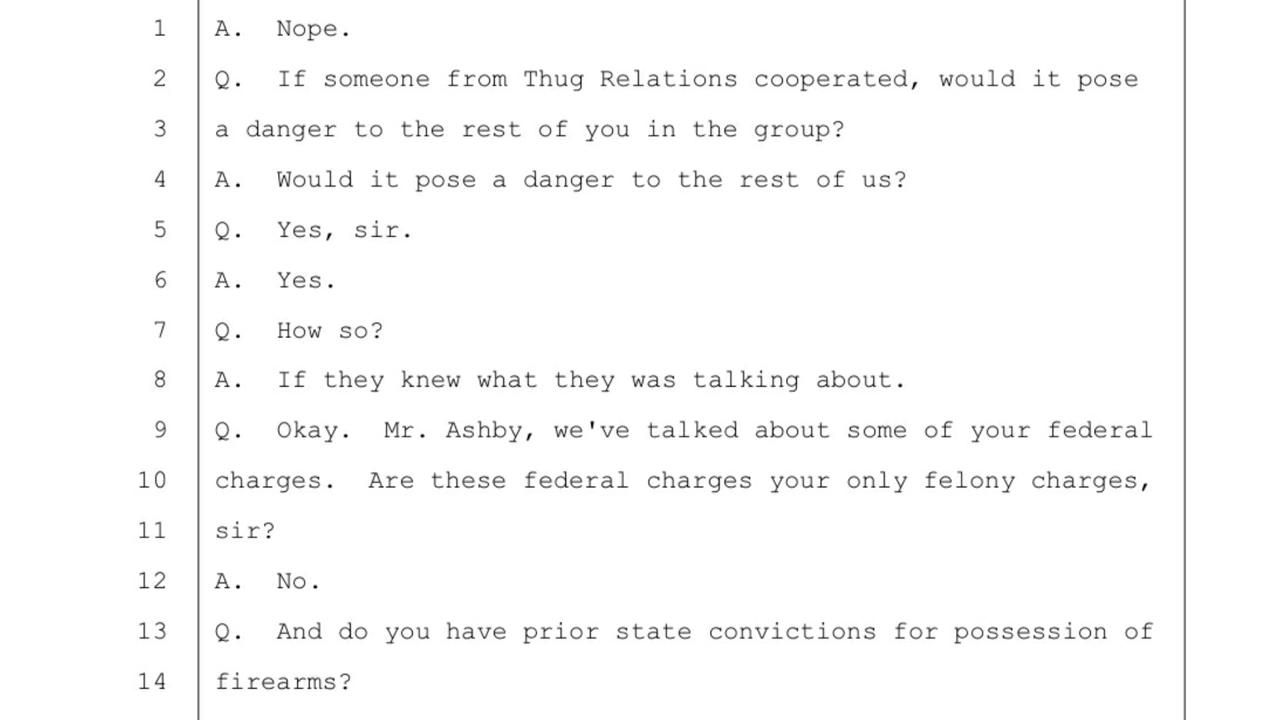 1 A. Nope.
2 Q. If someone from Thug Relations cooperated, would it pose
3 a danger to the rest of you in the group?
4 A. Would it pose a danger to the rest of us?
5 Q. Yes, sir.
6 A. Yes.
7 Q. How so?
8 A. If they knew what they was talking about.
9 Q. Okay. Mr. Ashby, we've talked about some of your federal
10 charges. Are these federal charges your only felony charges,
11 sir?
12 A. No.
13 Q. And do you have prior state convictions for possession of
14 firearms?